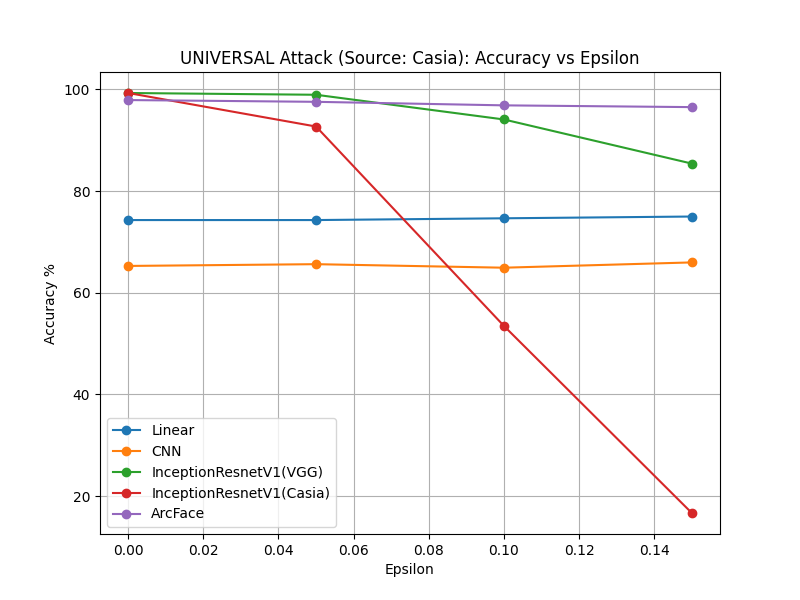 UNIVERSAL Attack (Source: Casia): Accuracy vs Epsilon
100
80
60
40
20
Accuracy %
Linear
CNN
InceptionResnetV1(VGG)
InceptionResnetV1(Casia)
ArcFace
0.00 0.02 0.04 0.06 0.08 0.10 0.12 0.14
Epsilon